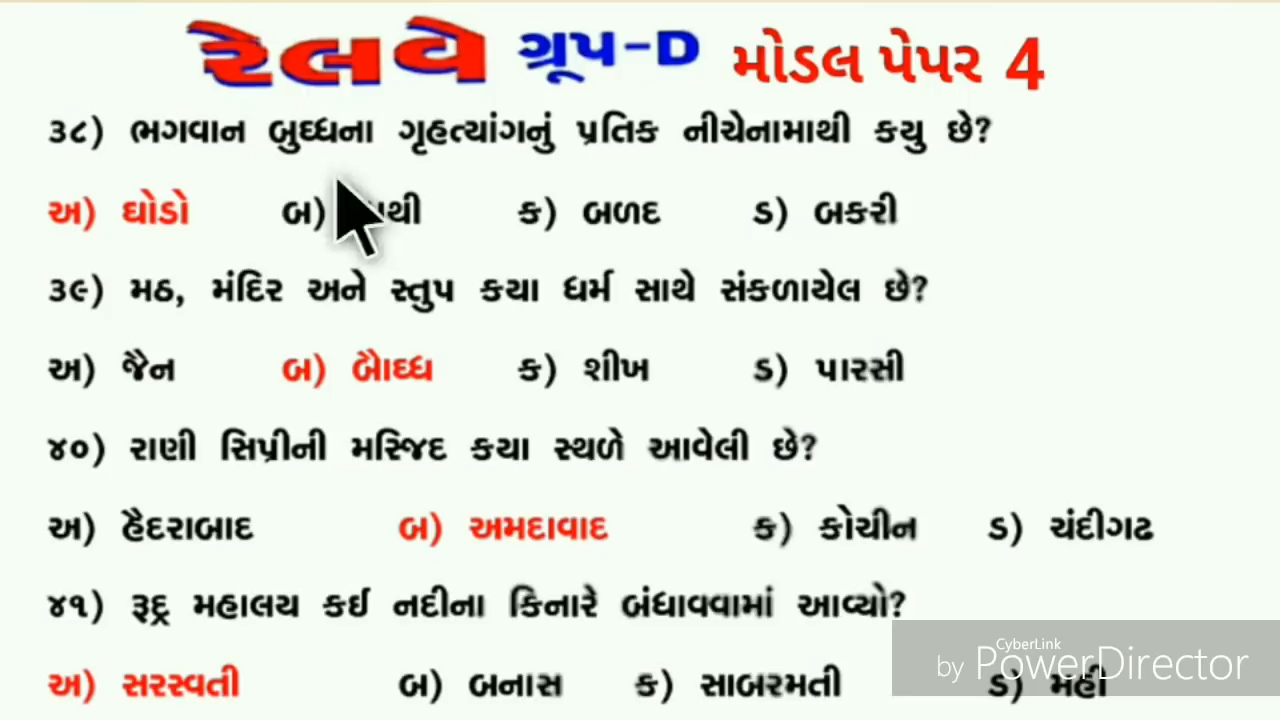 રેલવે ગ્રૂપ-D મોડલ પેપર 4
૩૮) ભગવાન બુધ્ધના ગૃહત્યાંગનું પ્રતિક નીચેનામાથી કયુ છે?
અ) ઘોડો બ) ક) બળદ ડ) બકરી
૩૯) મઠ, મંદિર અને સ્તુપ કયા ધર્મ સાથે સંકળાયેલ છે?
અ) જૈન બ) બૌાધ્ધ ક) શીખ ડ) પારસી
૪૦) રાણી સિપ્રીની મસ્જિદ કયા સ્થળે આવેલી છે?
અ) હૈદરાબાદ બ) અમદાવાદ ક) કોચીન ડ) ચંદીગઢ
૪૧) રૂદ્ર મહાલય કઈ નદીના કિનારે બંધાવવામાં આવ્યો?
અ) સરસ્વતી બ) બનાસ ક) સાબરમતી ડ) મહી
CyberLink
by PowerDirector